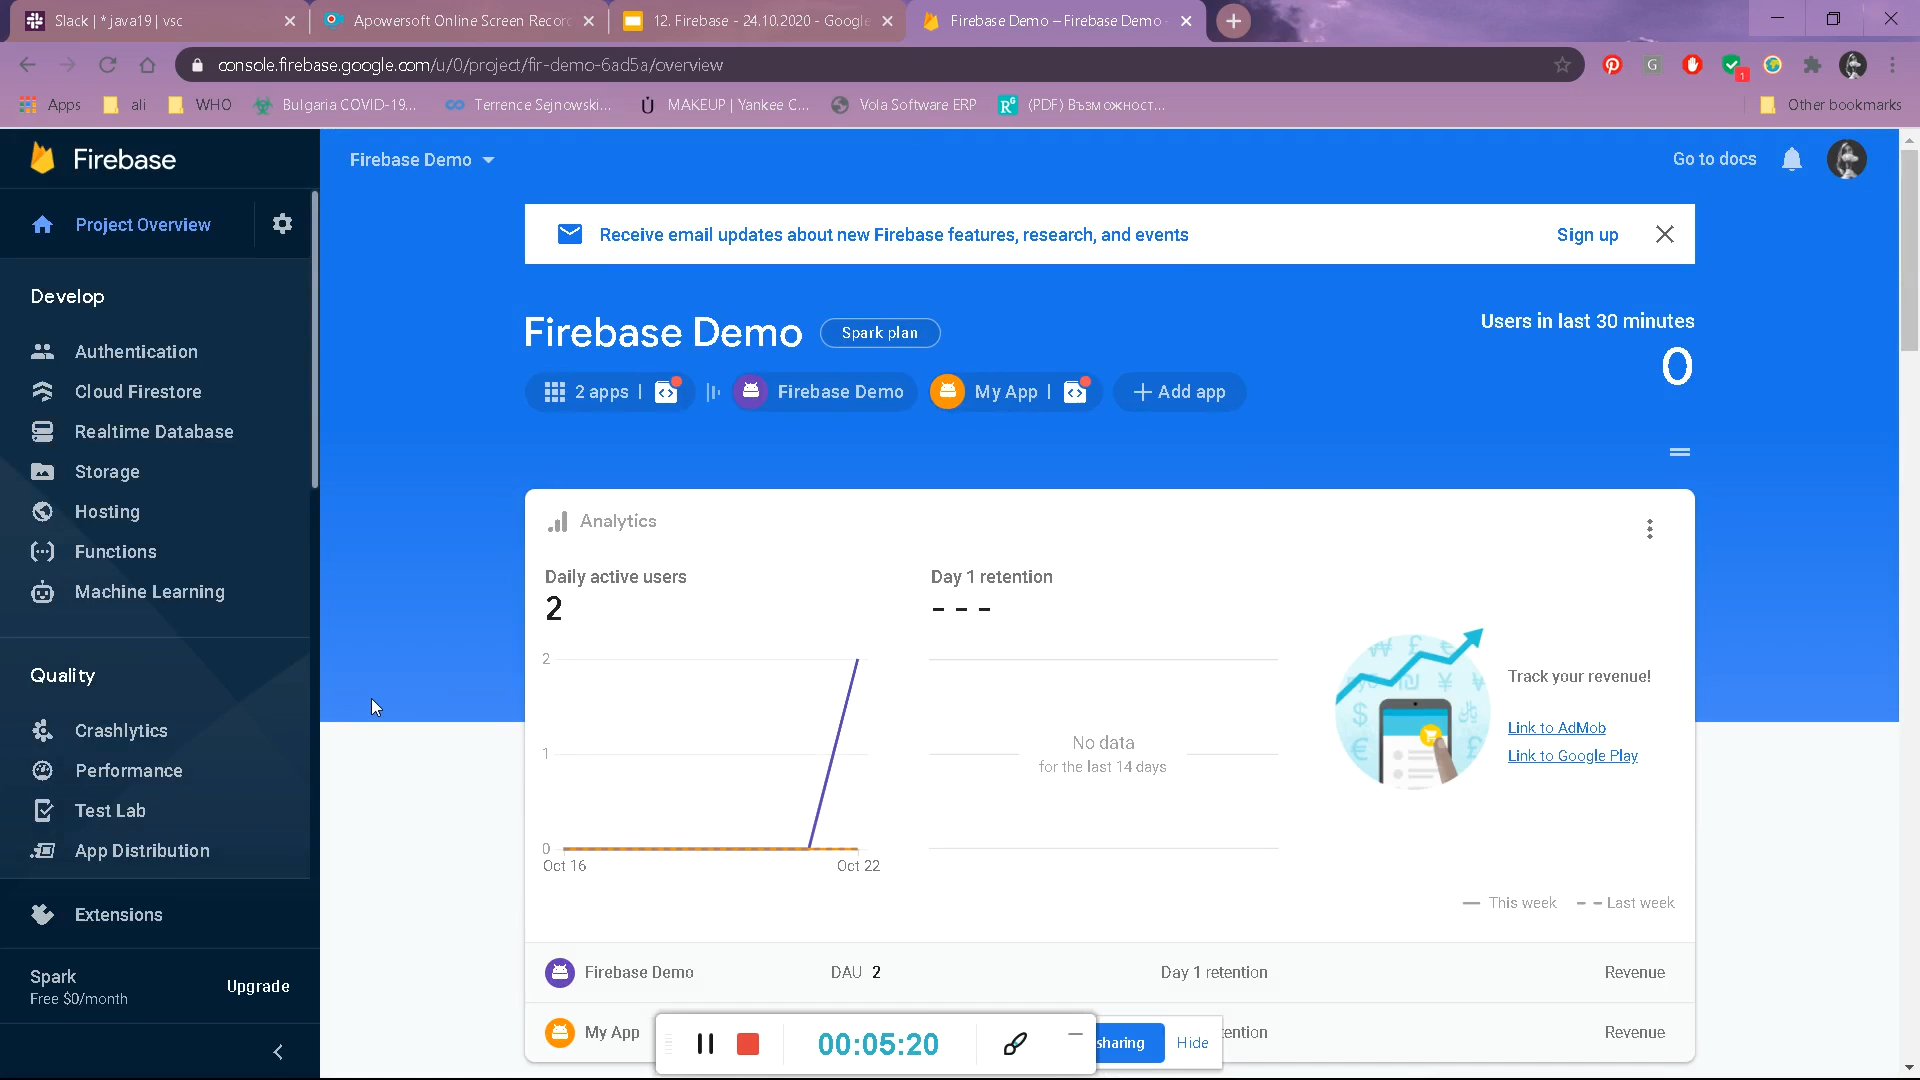 Slack | *java19 | vsc
Apowersoft Online Screen Record
12. Firebase - 24.10.2020 - Google
Firebase Demo – Firebase Demo -
console.firebase.google.com/u/0/project/fir-demo-6ad5a/overview
1
Apps
ali
WHO
Bulgaria COVID-19...
Terrence Sejnowski...
MAKEUP | Yankee C...
Vola Software ERP
(PDF) Възможност...
Other bookmarks
Firebase
Firebase Demo
Go to docs
Project Overview
Receive email updates about new Firebase features, research, and events
Sign up
Develop
Authentication
Cloud Firestore
Realtime Database
Storage
Hosting
Functions
Machine Learning
Quality
Crashlytics
Performance
Test Lab
App Distribution
Extensions
Spark
Free $0/month
Upgrade
Firebase Demo
Spark plan
Users in last 30 minutes
0
2 apps
Firebase Demo
My App
+ Add app
Analytics
Daily active users
2
Day 1 retention
- - -
2
1
0
Oct 16
Oct 22
No data
for the last 14 days
Track your revenue!
Link to AdMob
Link to Google Play
This week
Last week
Firebase Demo
DAU 2
Day 1 retention
Revenue
My App
Revenue
00:05:20
sharing
Hide